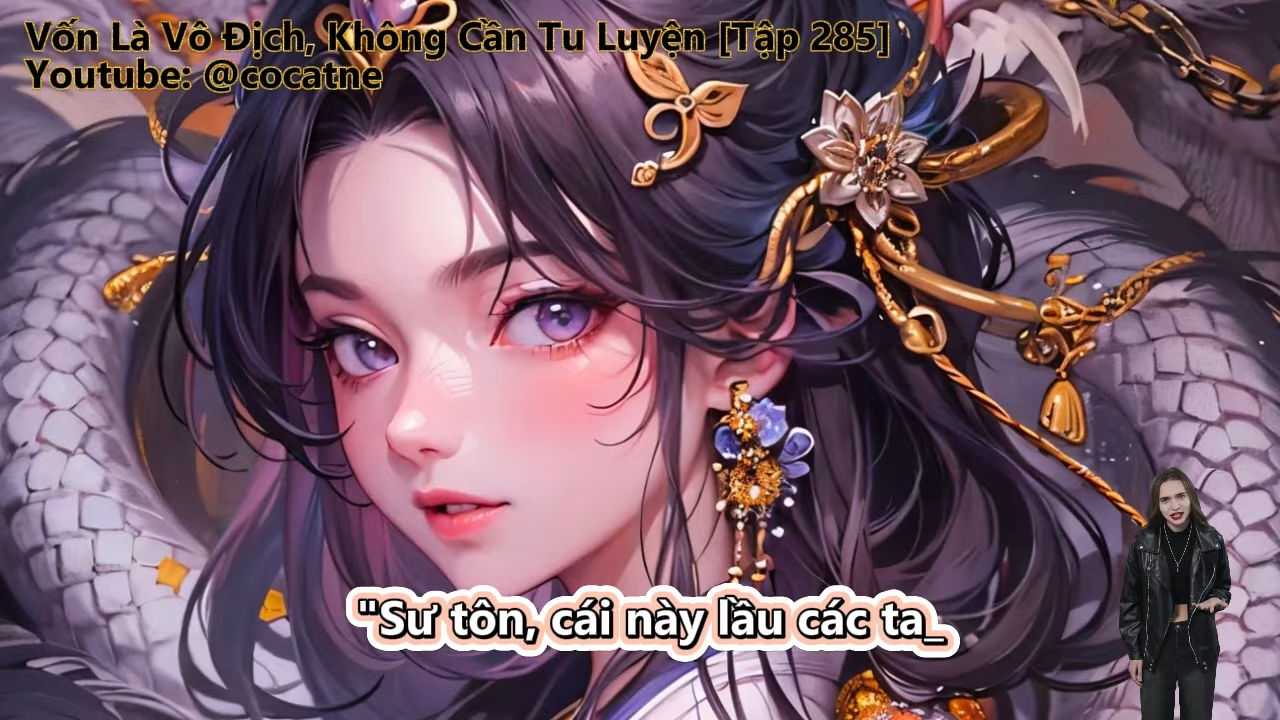 Vốn Là Vô Địch, Không Cần Tu Luyện [Tập 285]
Youtube: @cocatne
"Sư tôn, cái này lầu các ta_